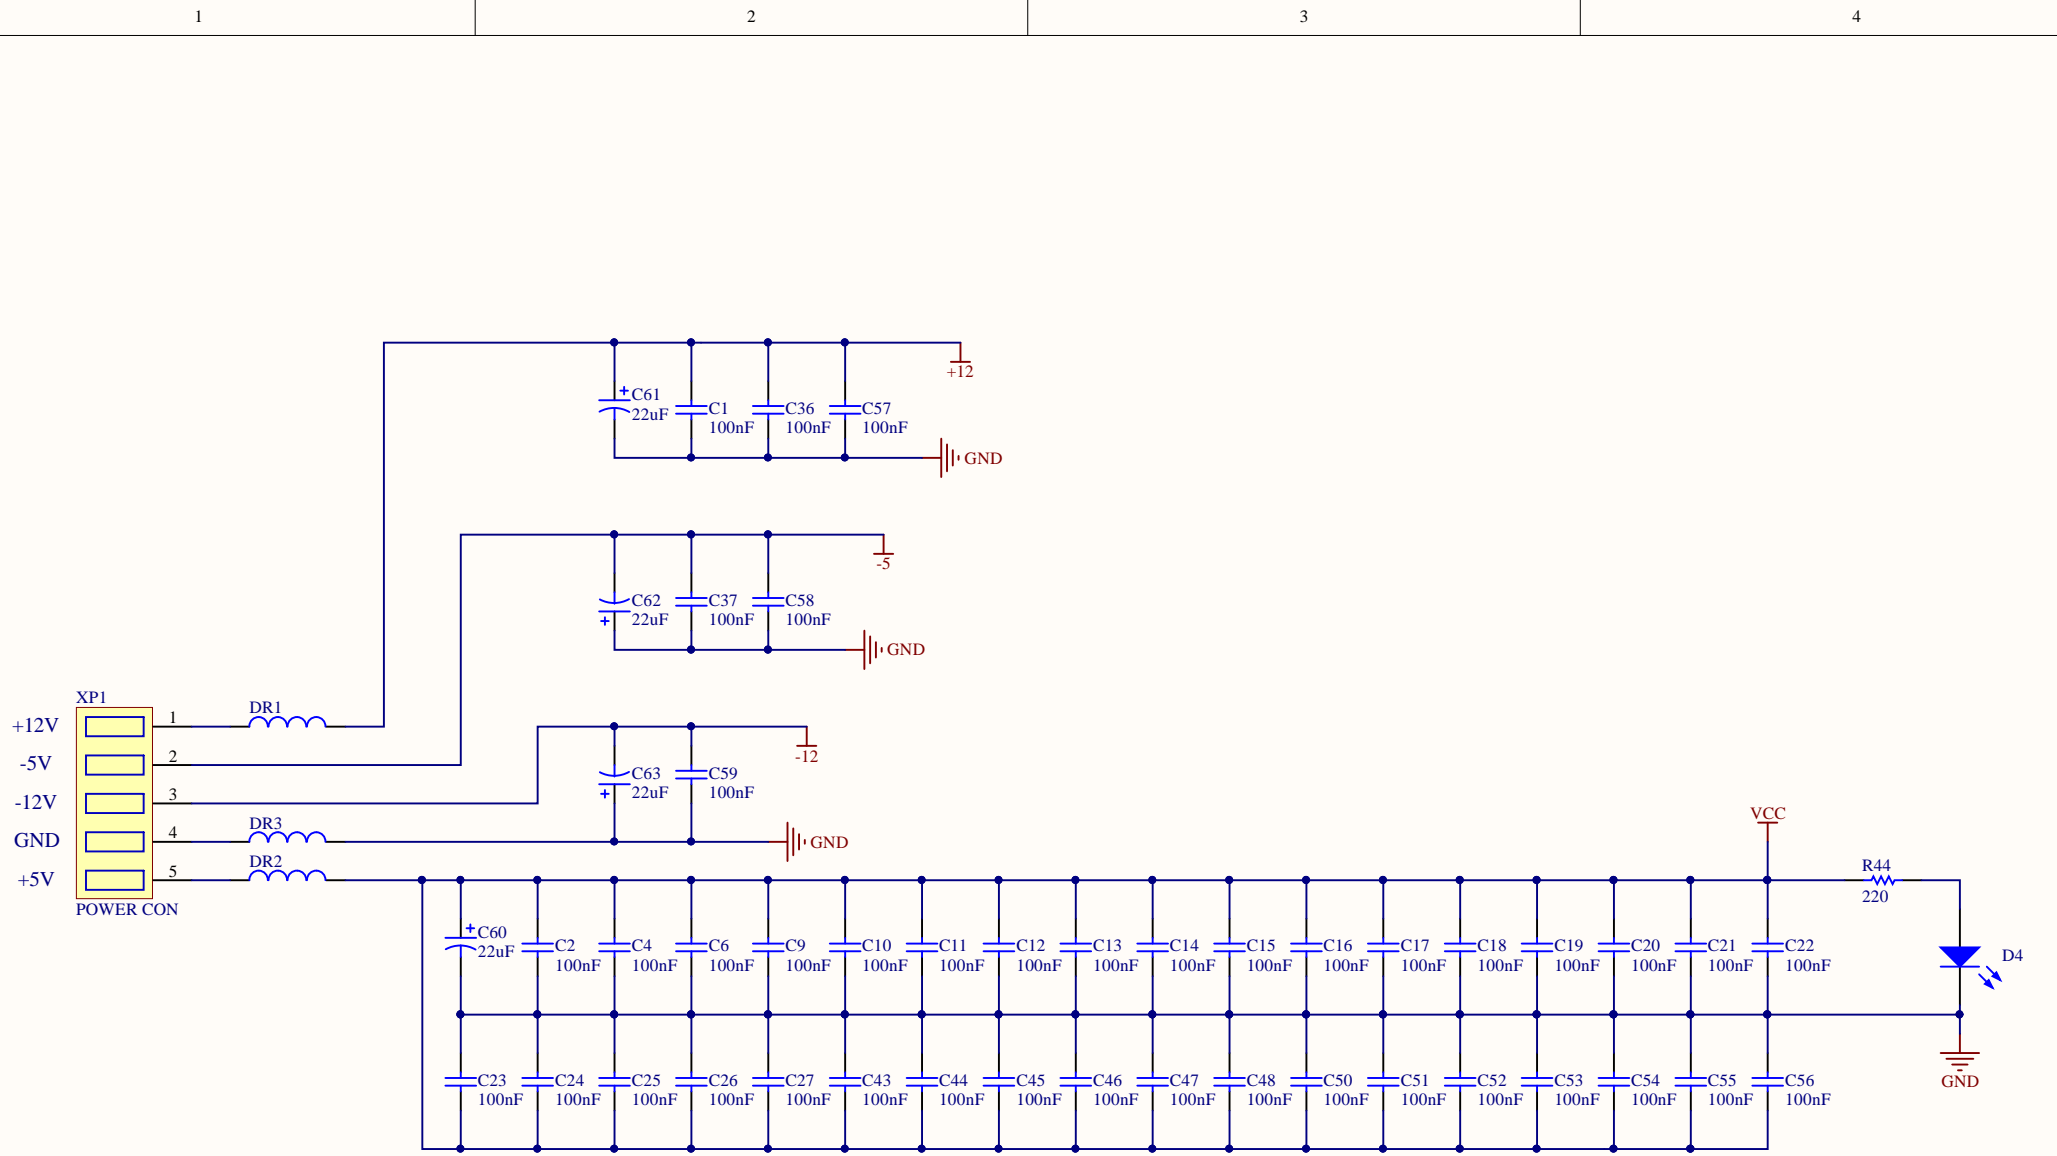 1 2 3 4
+12
C61 C1 C36 C57
22uF 100nF 100nF 100nF
GND
-5
C62 C37 C58
22uF 100nF 100nF
GND
XP1
+12V 1 DR1
-5V 2
-12V 3
GND 4 DR3
+5V 5 DR2
POWER CON
-12
C63 C59
22uF 100nF
GND
VCC
R44
220
C60 C2 C4 C6 C9 C10 C11 C12 C13 C14 C15 C16 C17 C18 C19 C20 C21 C22
22uF 100nF 100nF 100nF 100nF 100nF 100nF 100nF 100nF 100nF 100nF 100nF 100nF 100nF 100nF 100nF 100nF 100nF
D4
C23 C24 C25 C26 C27 C43 C44 C45 C46 C47 C48 C50 C51 C52 C53 C54 C55 C56
100nF 100nF 100nF 100nF 100nF 100nF 100nF 100nF 100nF 100nF 100nF 100nF 100nF 100nF 100nF 100nF 100nF 100nF
GND